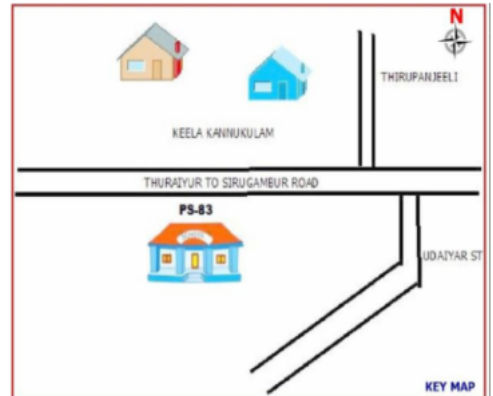 N
THIRUPANJEELI
KEELA KANNUKULAM
THURAIYUR TO SIRUGAMBUR ROAD
PS-83
UDAIYAR ST
KEY MAP